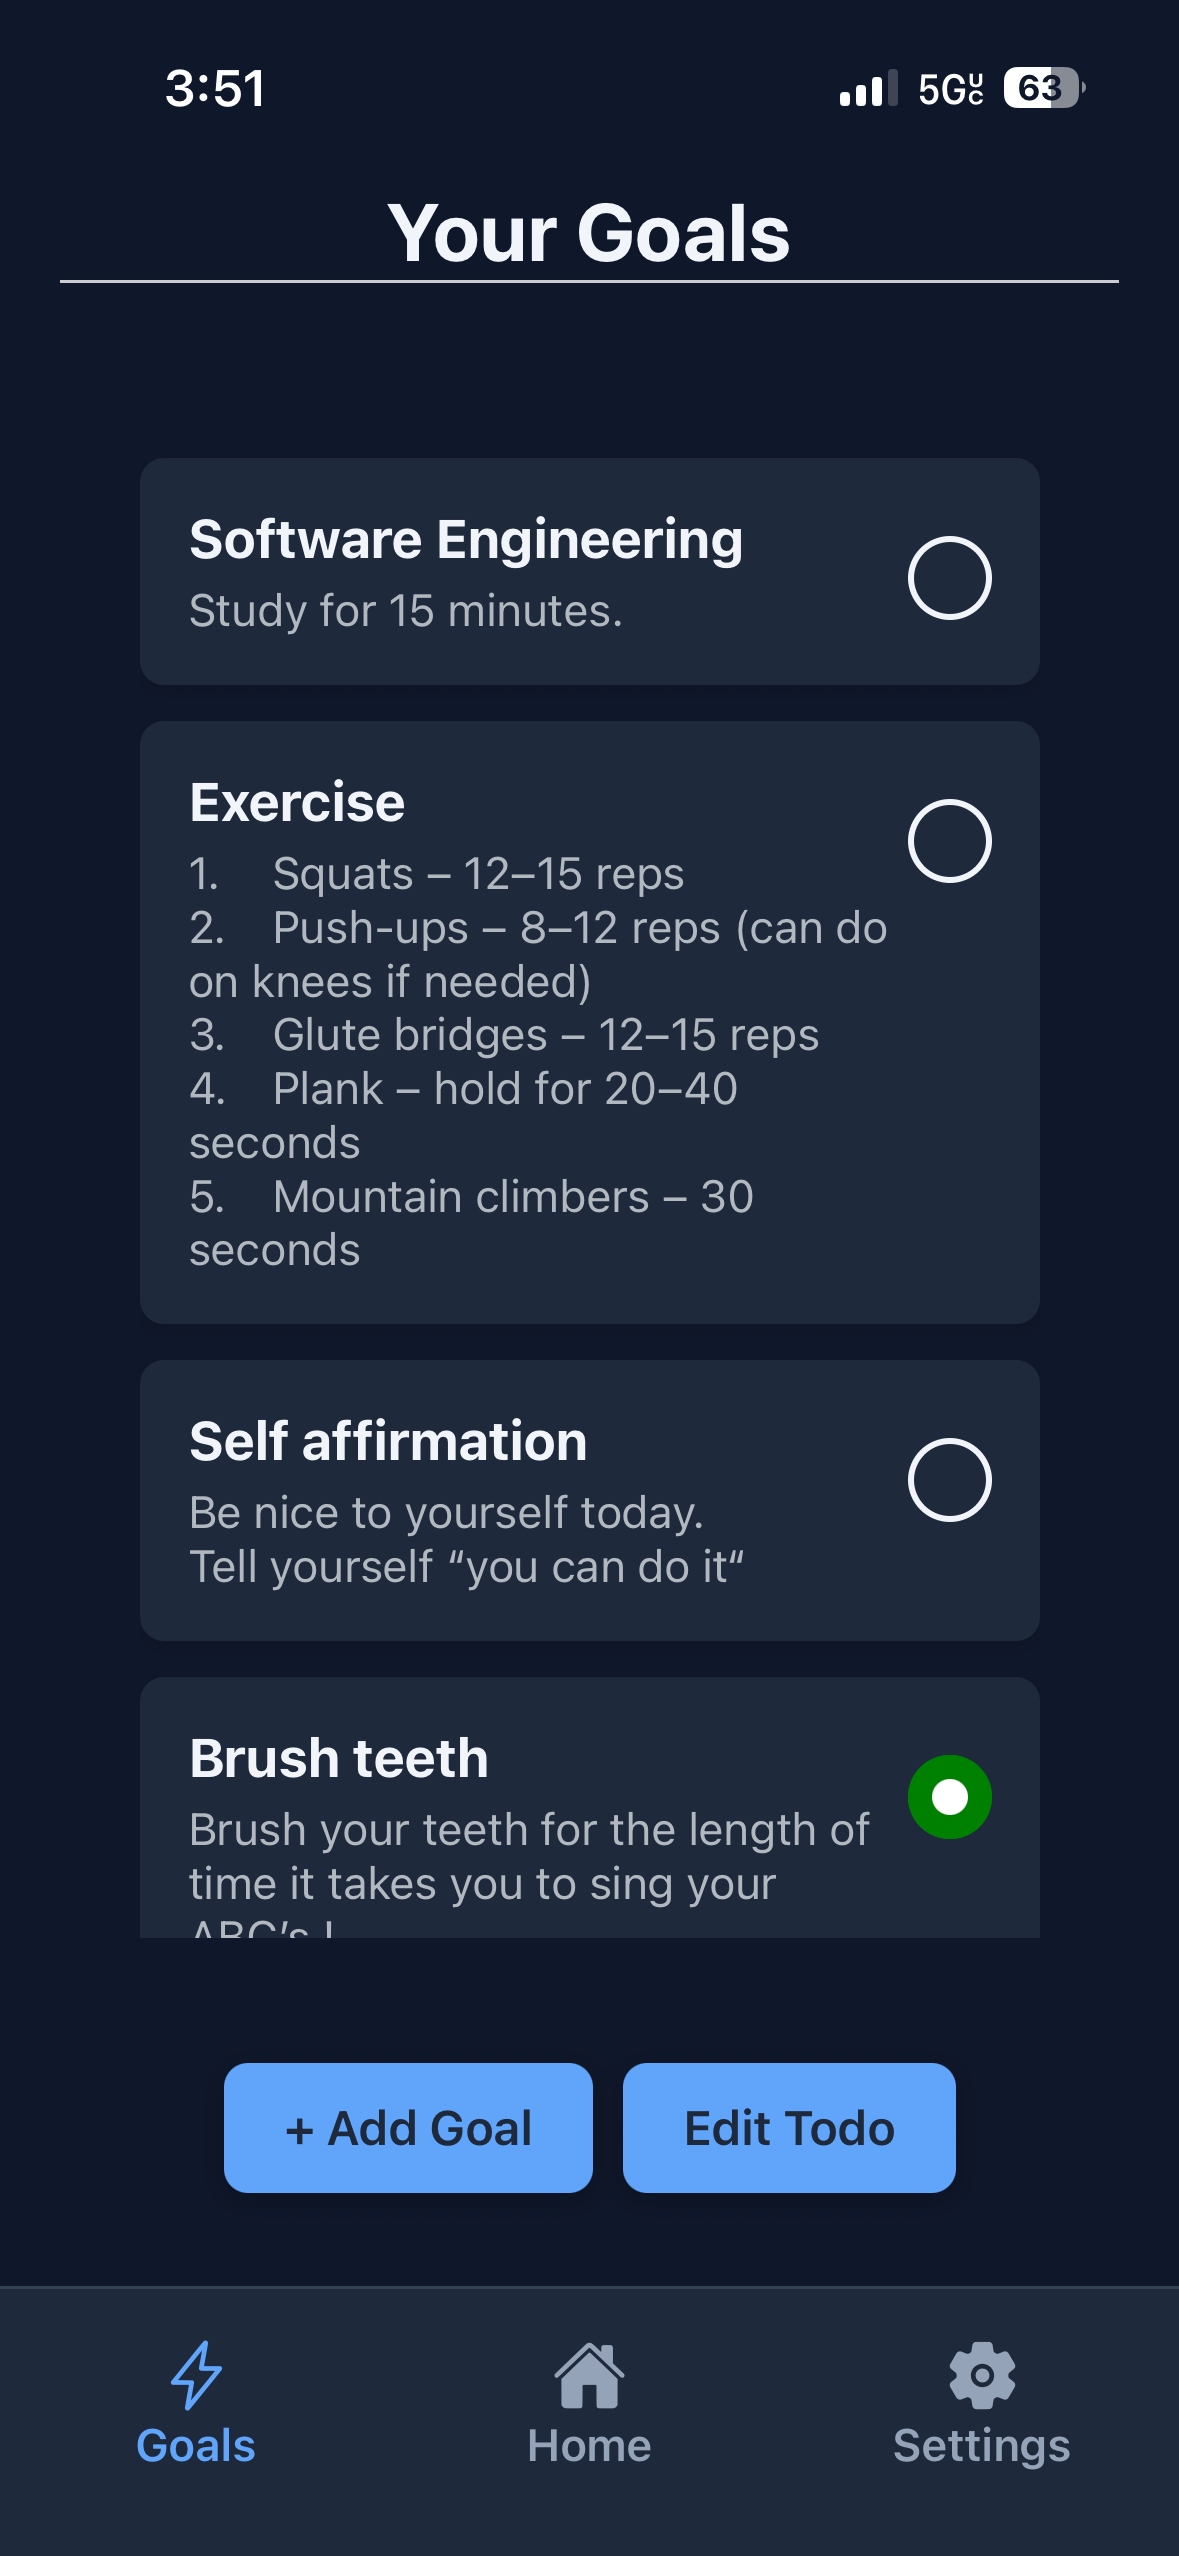 3:51
5GUC
63
Your Goals
Software Engineering
Study for 15 minutes.
Exercise
1. Squats – 12–15 reps
2. Push-ups – 8–12 reps (can do
on knees if needed)
3. Glute bridges – 12–15 reps
4. Plank – hold for 20–40
seconds
5. Mountain climbers – 30
seconds
Self affirmation
Be nice to yourself today.
Tell yourself “you can do it“
Brush teeth
Brush your teeth for the length of
time it takes you to sing your
ABC’s !
+ Add Goal
Edit Todo
Goals
Home
Settings